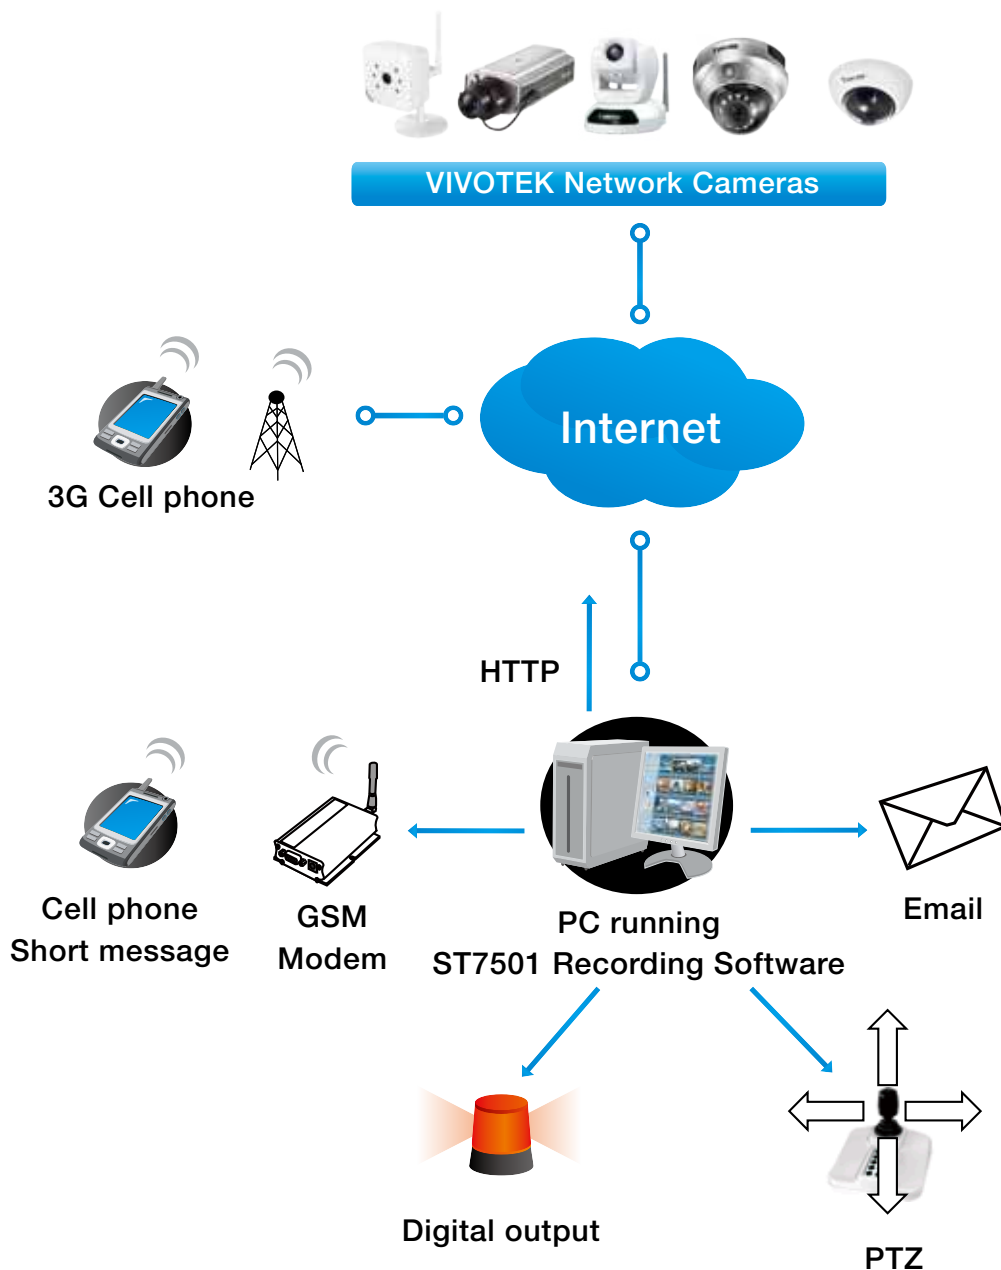 VIVOTEK Network Cameras
Internet
3G Cell phone
HTTP
Cell phone
Short message
GSM
Modem
PC running
ST7501 Recording Software
Email
Digital output
PTZ